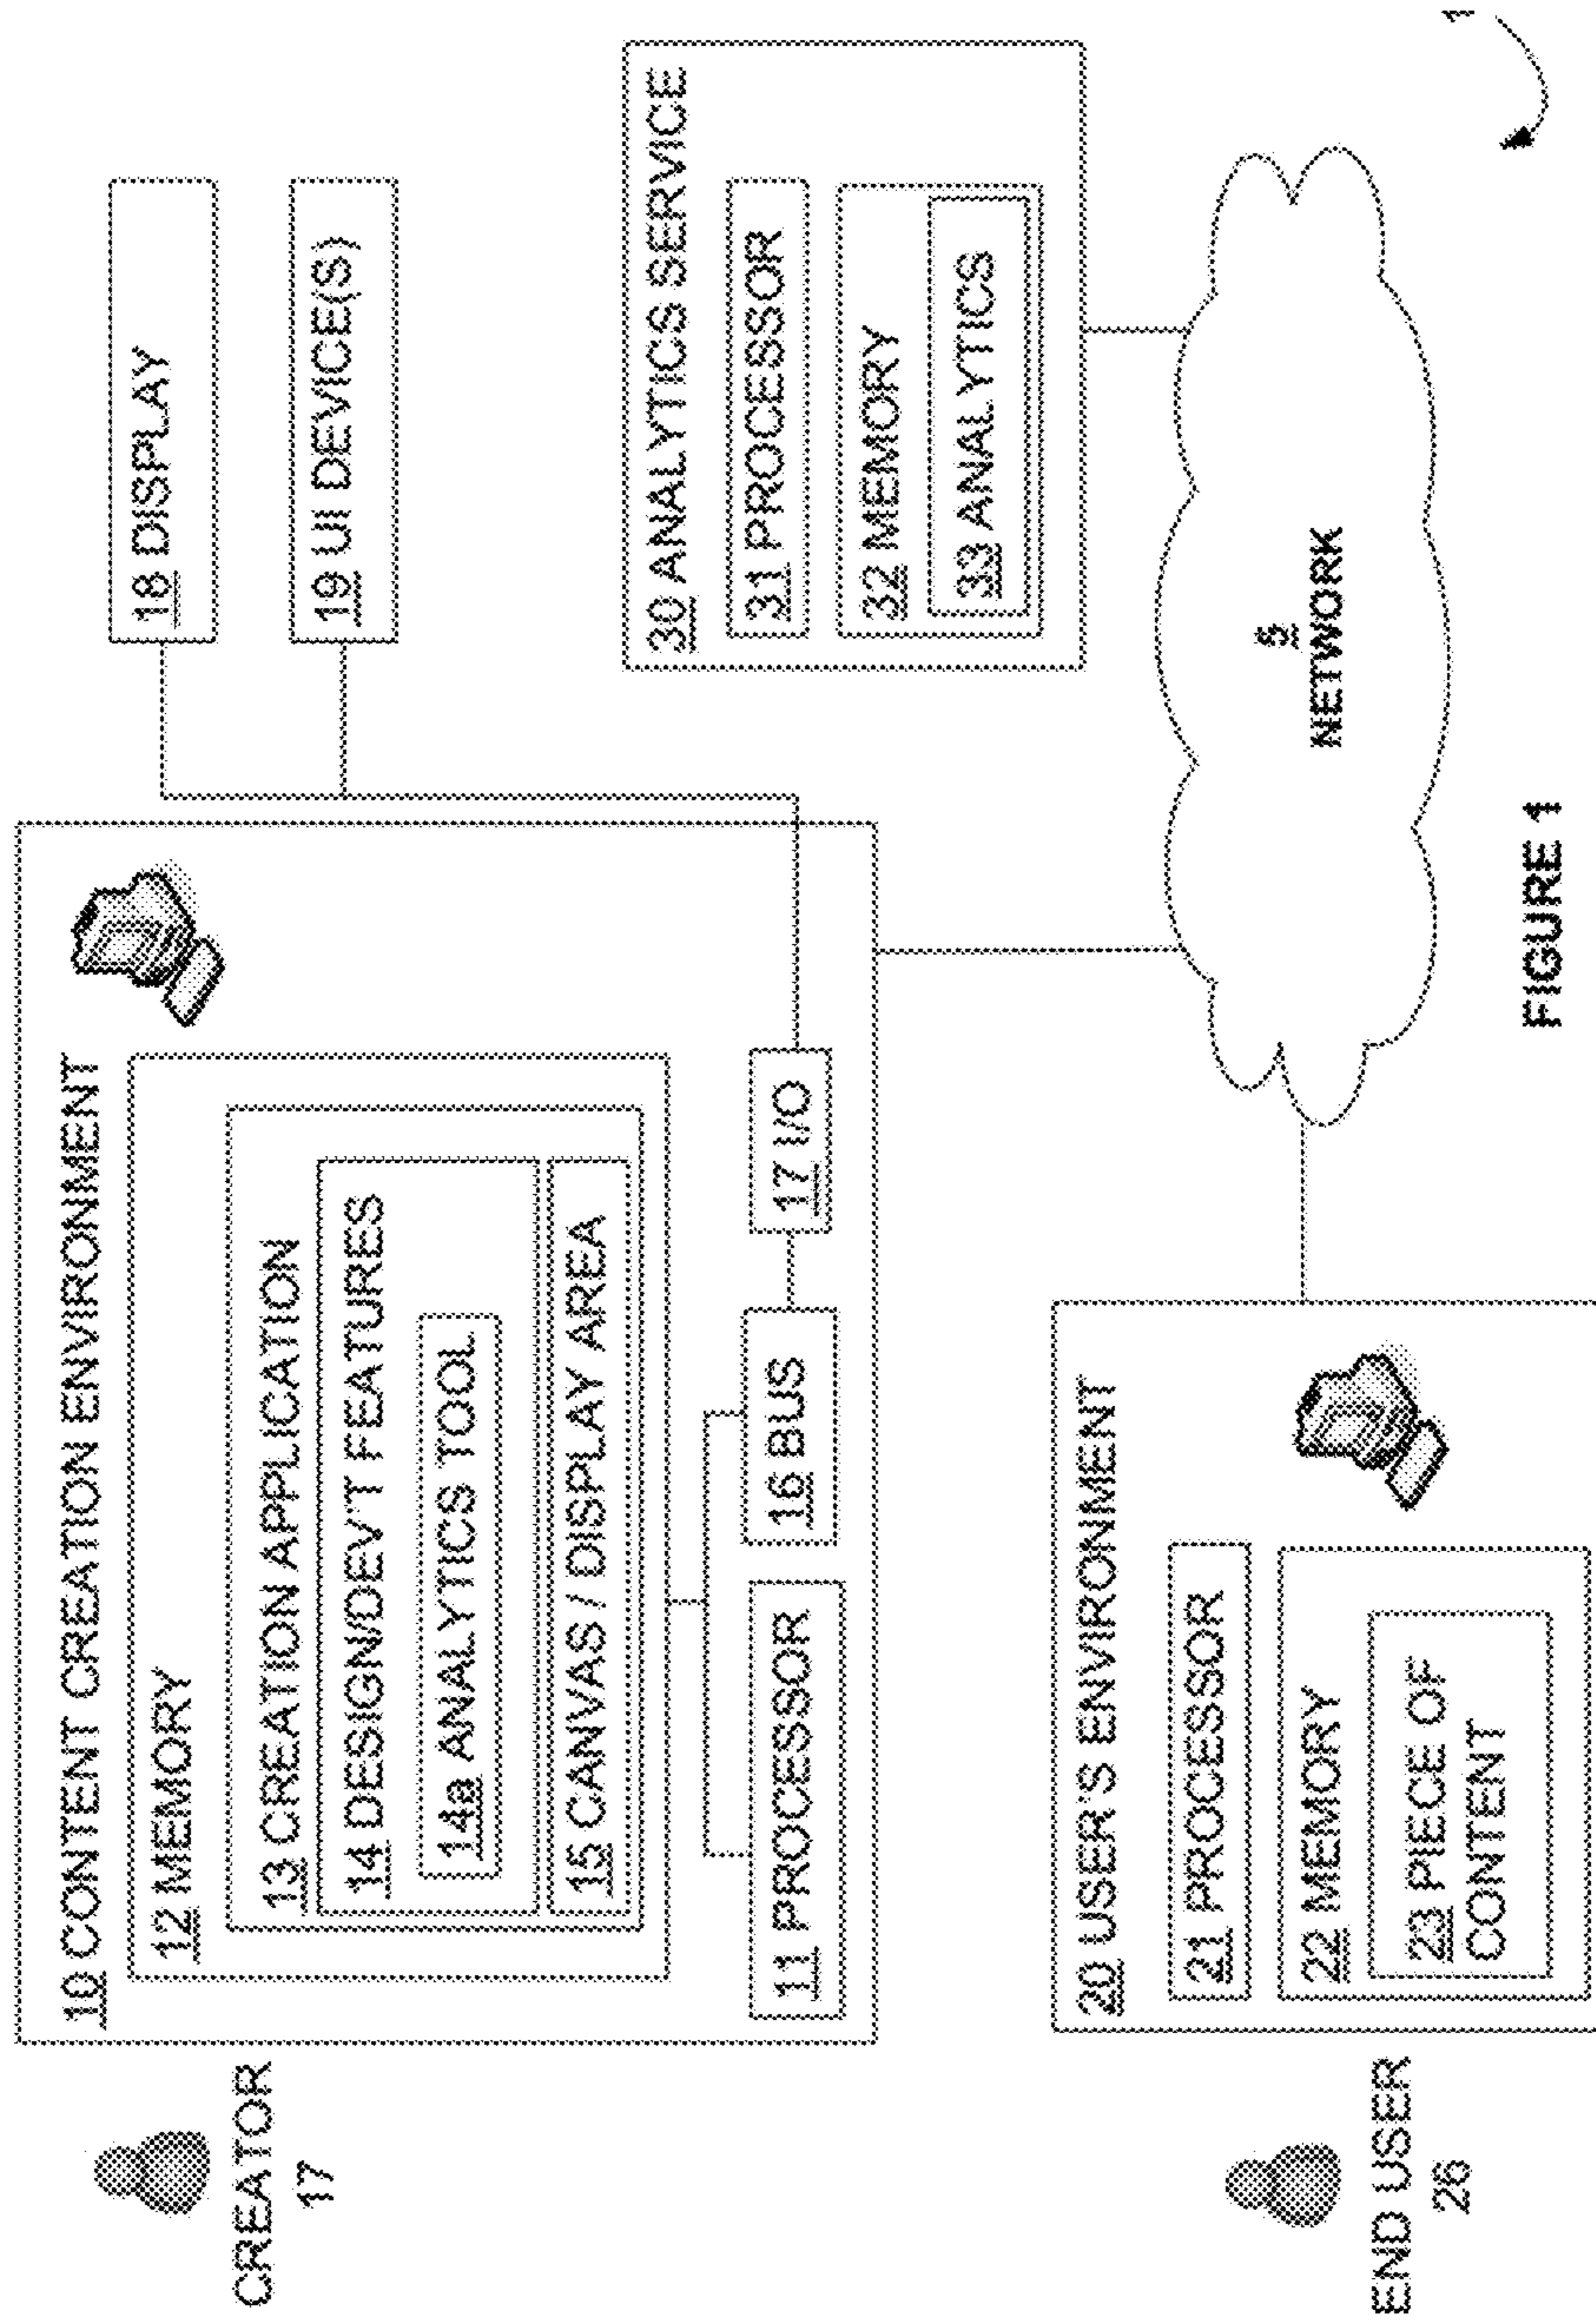 CREATOR
17
10 CONTENT CREATION ENVIRONMENT
12 MEMORY
13 CREATION APPLICATION
14 DESIGN/DEV'T FEATURES
14a ANALYTICS TOOL
15 CANVAS / DISPLAY AREA
11 PROCESSOR
16 BUS
17 I/O
18 DISPLAY
19 UI DEVICE(S)
30 ANALYTICS SERVICE
31 PROCESSOR
32 MEMORY
33 ANALYTICS
END USER
26
20 USER'S ENVIRONMENT
21 PROCESSOR
22 MEMORY
23 PIECE OF
CONTENT
5
NETWORK
1
FIGURE 1